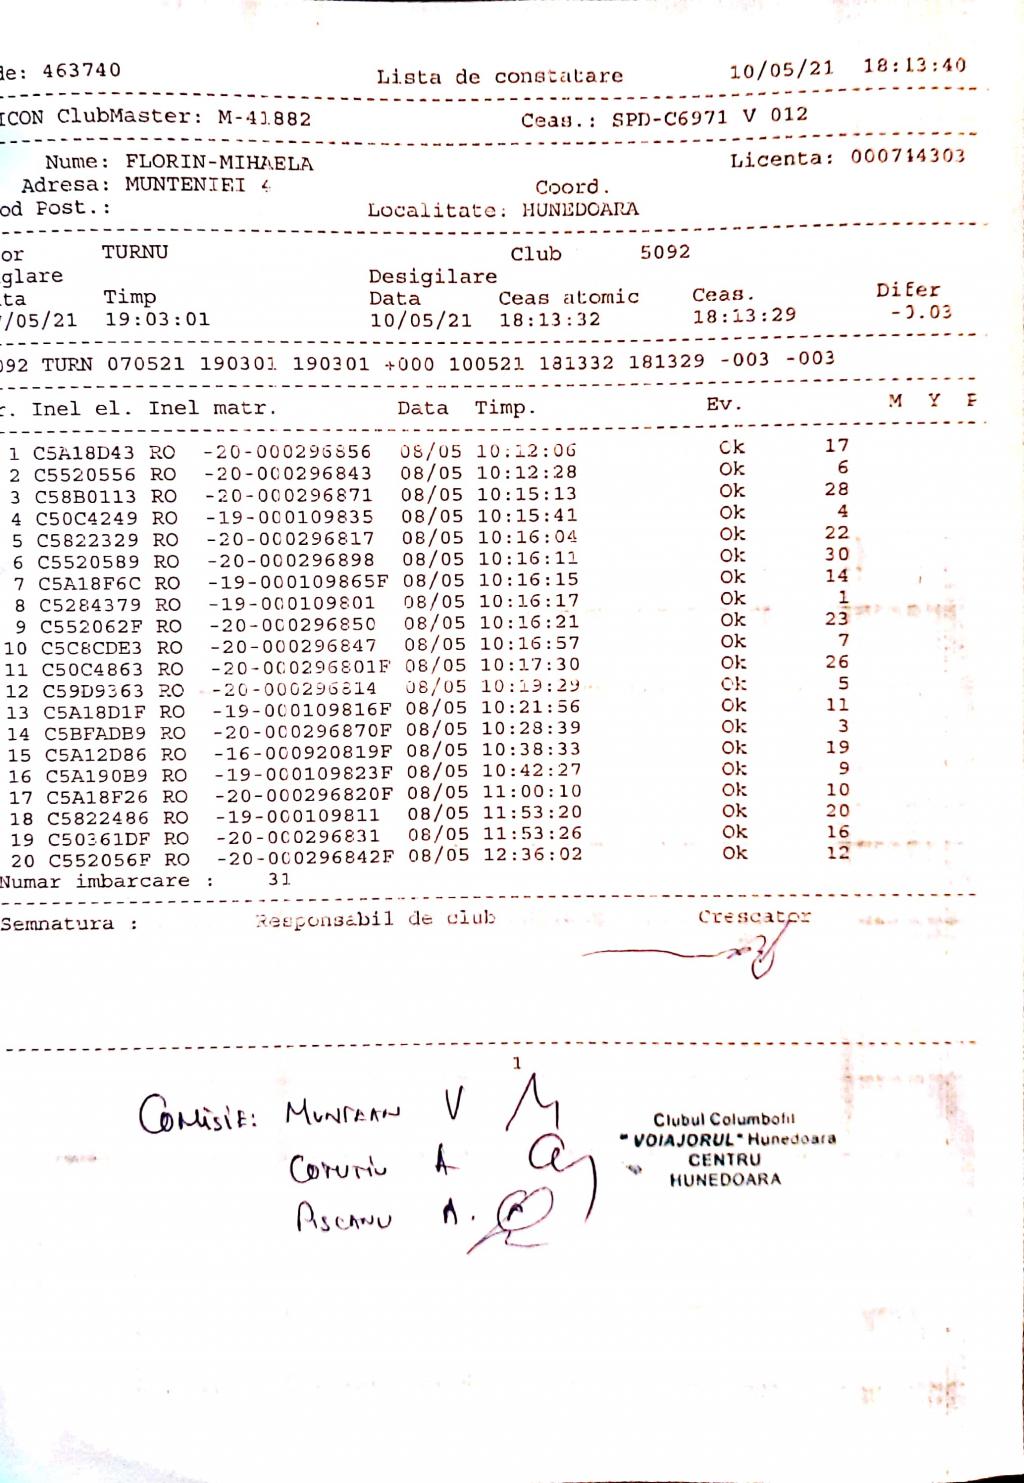 de: 463740 Lista de constatare 10/05/21 18:13:40
ICON ClubMaster: M-41882 Ceas.: SPD-C6971 V 012
Nume: FLORIN-MIHAELA Licenta: 000714303
Adresa: MUNTENIEI 4 Coord.
od Post.: Localitate: HUNEDOARA
or TURNU Club 5092
glare Desigilare
ta Timp Data Ceas atomic Ceas. Difer
/05/21 19:03:01 10/05/21 18:13:32 18:13:29 -0.03
092 TURN 070521 190301 190301 +000 100521 181332 181329 -003 -003
r. Inel el. Inel matr. Data Timp. Ev. M Y P
1 C5A18D43 RO -20-000296856 08/05 10:12:06 Ok 17
2 C5520556 RO -20-000296843 08/05 10:12:28 Ok 6
3 C58B0113 RO -20-000296871 08/05 10:15:13 Ok 28
4 C50C4249 RO -19-000109835 08/05 10:15:41 Ok 4
5 C5822329 RO -20-000296817 08/05 10:16:04 Ok 22
6 C5520589 RO -20-000296898 08/05 10:16:11 Ok 30
7 C5A18F6C RO -19-000109865F 08/05 10:16:15 Ok 14
8 C5284379 RO -19-000109801 08/05 10:16:17 Ok 1
9 C552062F RO -20-000296850 08/05 10:16:21 Ok 23
10 C5C8CDE3 RO -20-000296847 08/05 10:16:57 Ok 7
11 C50C4863 RO -20-000296801F 08/05 10:17:30 Ok 26
12 C59D9363 RO -20-000296814 08/05 10:19:29 Ok 5
13 C5A18D1F RO -19-000109816F 08/05 10:21:56 Ok 11
14 C5BFADB9 RO -20-000296870F 08/05 10:28:39 Ok 3
15 C5A12D86 RO -16-000920819F 08/05 10:38:33 Ok 19
16 C5A190B9 RO -19-000109823F 08/05 10:42:27 Ok 9
17 C5A18F26 RO -20-000296820F 08/05 11:00:10 Ok 10
18 C5822486 RO -19-000109811 08/05 11:53:20 Ok 20
19 C50361DF RO -20-000296831 08/05 11:53:26 Ok 16
20 C552056F RO -20-000296842F 08/05 12:36:02 Ok 12
Numar imbarcare : 31
Semnatura : Responsabil de club Crescator
1
Comisie: MUNTEAN V
A
PISCANU A.
Clubul Columbofil
"VOIAJORUL" Hunedoara
CENTRU
HUNEDOARA